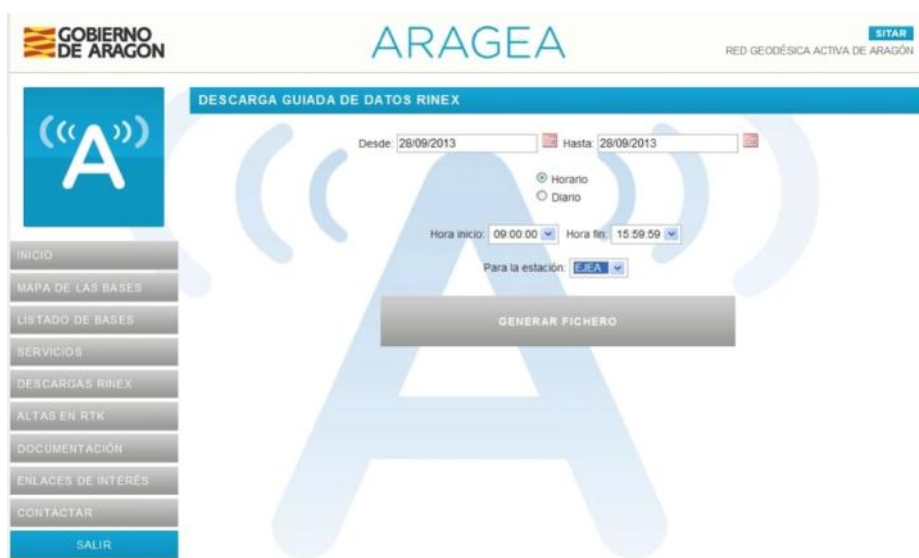 GOBIERNO
DE ARAGON
ARAGEA
SITAR
RED GEODÉSICA ACTIVA DE ARAGÓN
A
DESCARGA GUIADA DE DATOS RINEX
Desde: 28/09/2013 Hasta: 28/09/2013
Horario
Diario
Hora inicio: 09:00:00 Hora fin: 15:59:59
Para la estación: EJEA
GENERAR FICHERO
INICIO
MAPA DE LAS BASES
LISTADO DE BASES
SERVICIOS
DESCARGAS RINEX
ALTAS EN RTK
DOCUMENTACIÓN
ENLACES DE INTERÉS
CONTACTAR
SALIR